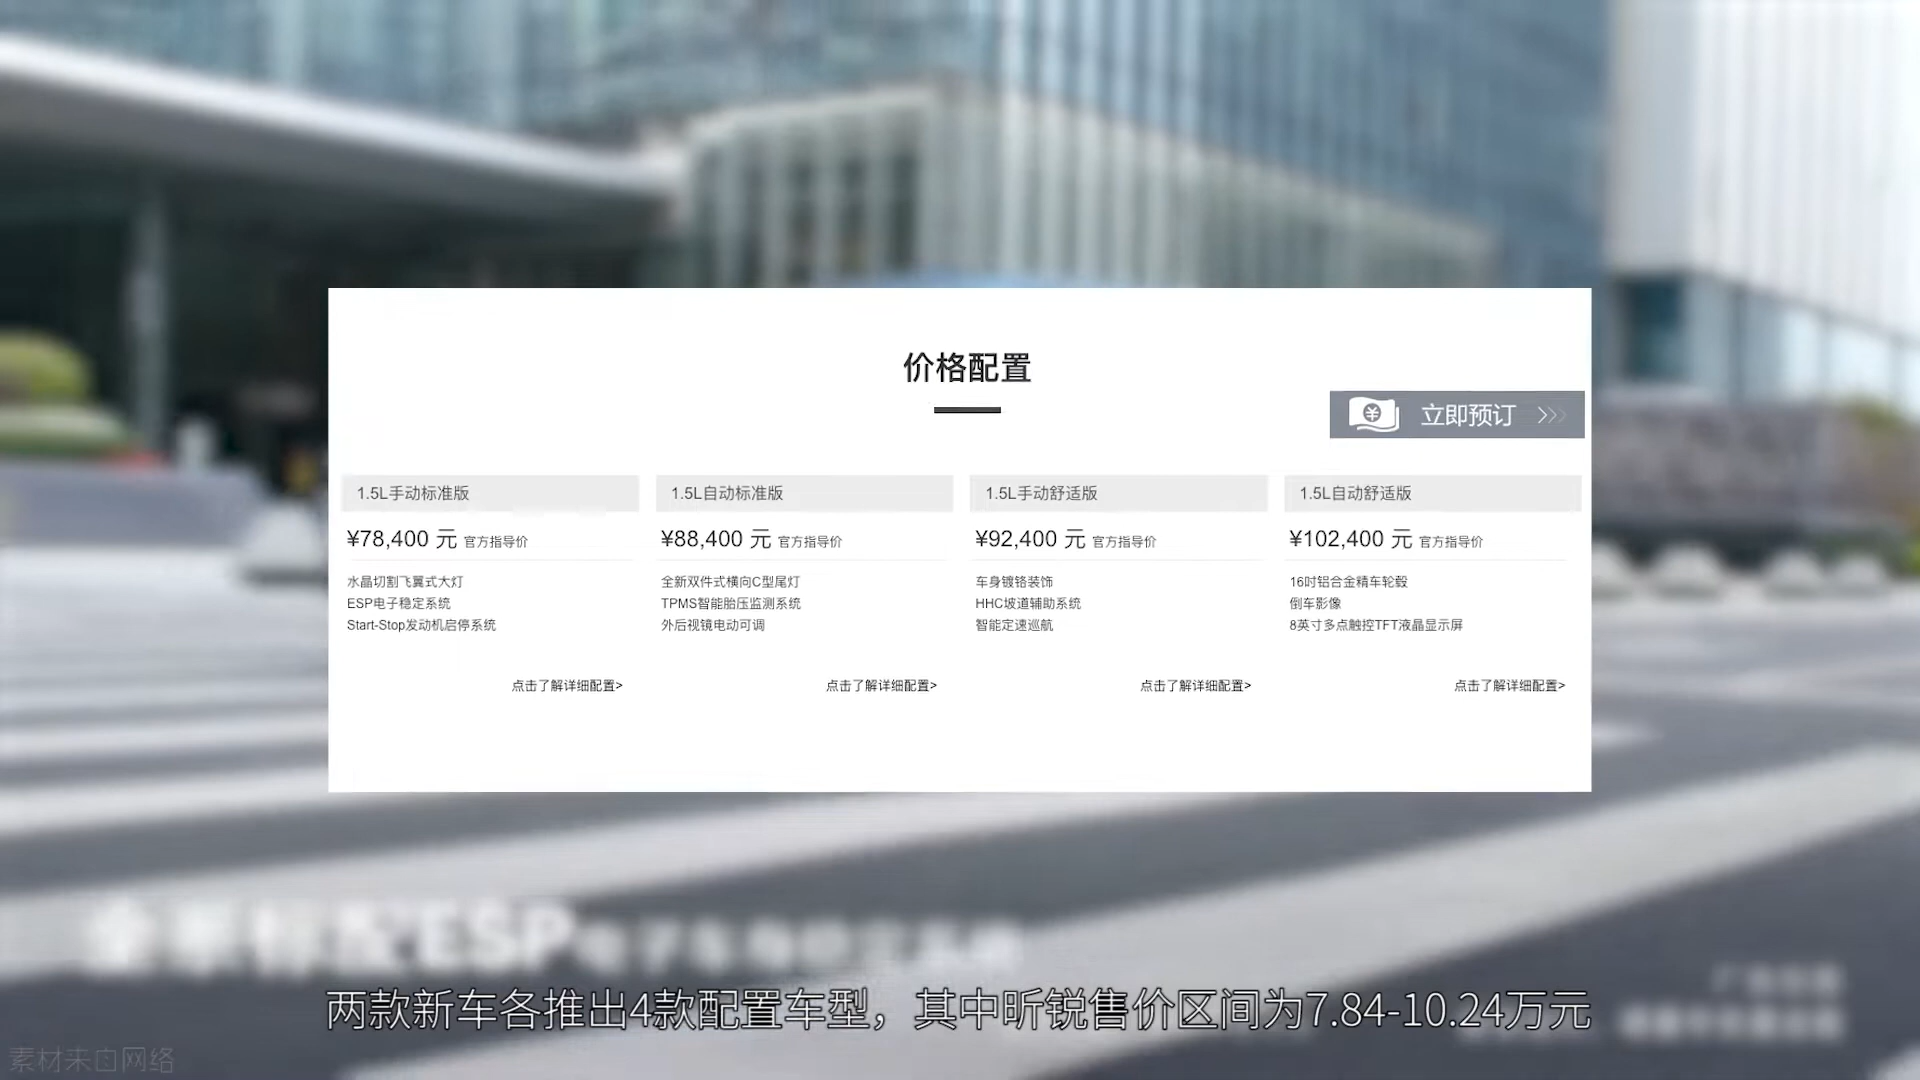 价格配置
立即预订
1.5L手动标准版
¥78,400 元 官方指导价
水晶切割飞翼式大灯
ESP电子稳定系统
Start-Stop发动机启停系统
点击了解详细配置>
1.5L自动标准版
¥88,400 元 官方指导价
全新双件式横向C型尾灯
TPMS智能胎压监测系统
外后视镜电动可调
点击了解详细配置>
1.5L手动舒适版
¥92,400 元 官方指导价
车身镀铬装饰
HHC坡道辅助系统
智能定速巡航
点击了解详细配置>
1.5L自动舒适版
¥102,400 元 官方指导价
16吋铝合金精车轮毂
倒车影像
8英寸多点触控TFT液晶显示屏
点击了解详细配置>
两款新车各推出4款配置车型，其中昕锐售价区间为7.84-10.24万元
素材来自网络